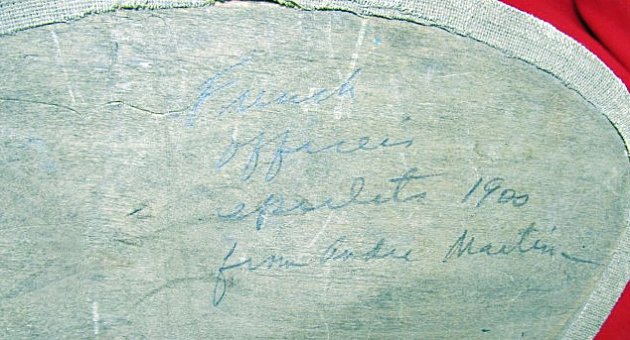 French
officers
epaulets 1900
from Andre Martin